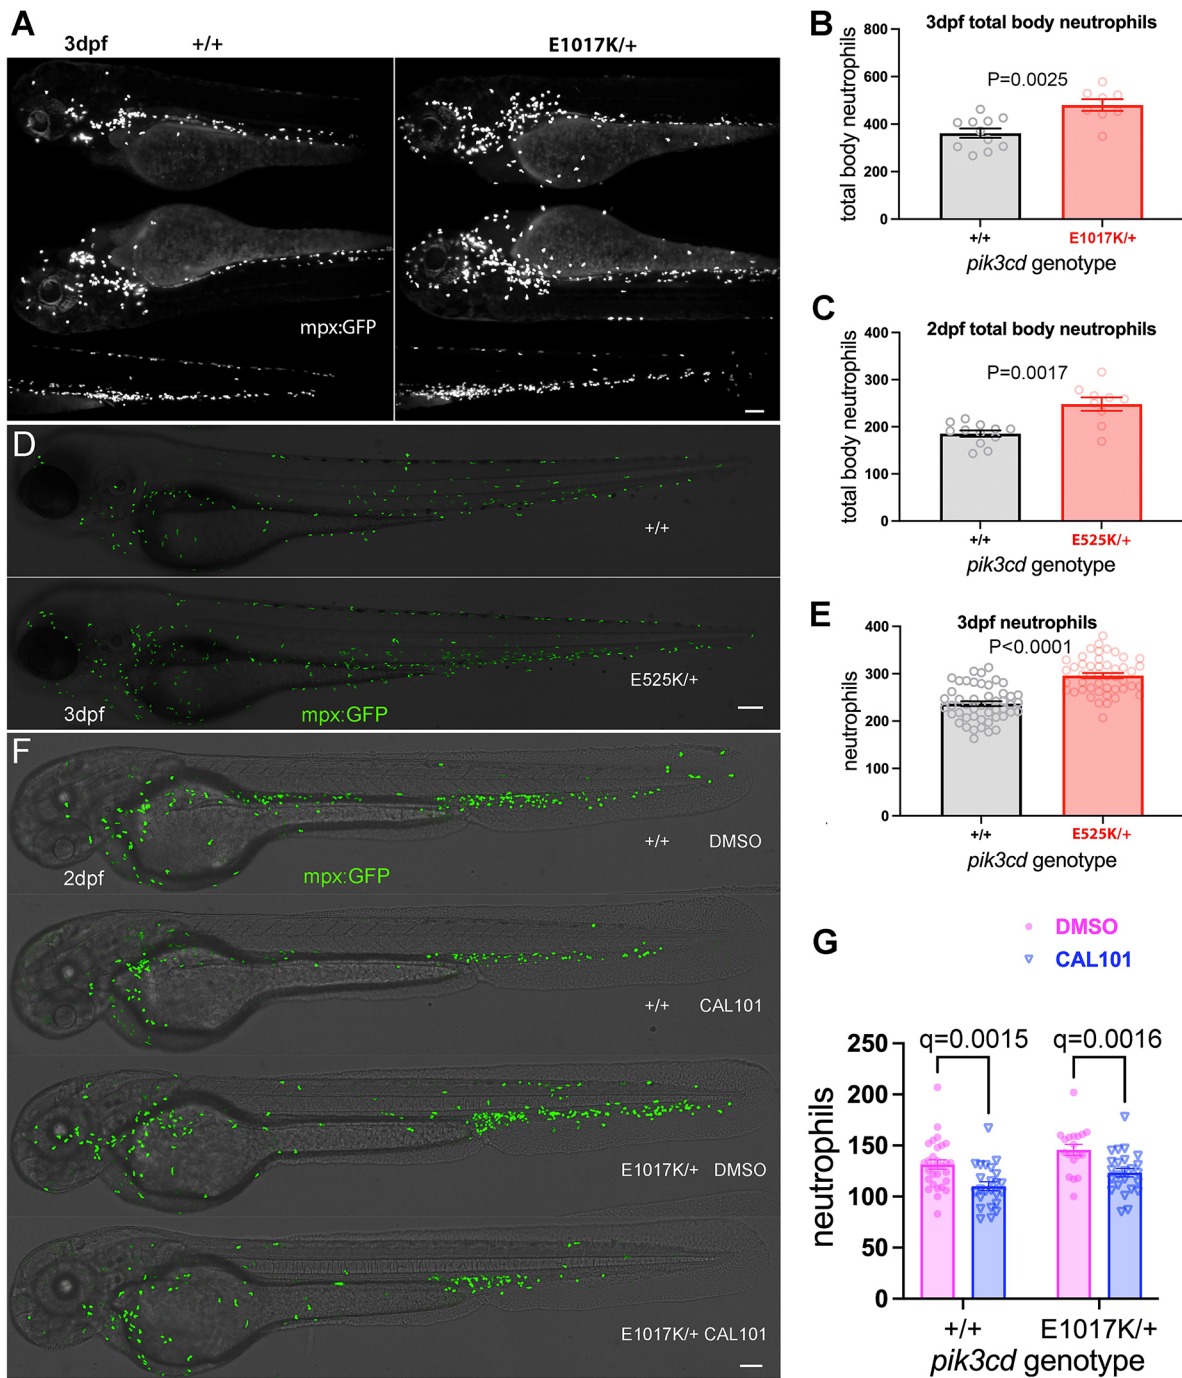 A
3dpf +/+ E1017K/+
mpx:GFP
B
3dpf total body neutrophils
P=0.0025
total body neutrophils
800
600
400
200
0
+/+ E1017K/+
pik3cd genotype
C
2dpf total body neutrophils
P=0.0017
total body neutrophils
400
300
200
100
0
+/+ E525K/+
pik3cd genotype
D
+/+
E525K/+
3dpf mpx:GFP
E
3dpf neutrophils
P<0.0001
neutrophils
400
300
200
100
0
+/+ E525K/+
pik3cd genotype
F
+/+ DMSO
2dpf mpx:GFP
+/+ CAL101
E1017K/+ DMSO
E1017K/+ CAL101
G
DMSO
CAL101
q=0.0015 q=0.0016
neutrophils
250
200
150
100
50
0
+/+ E1017K/+
pik3cd genotype